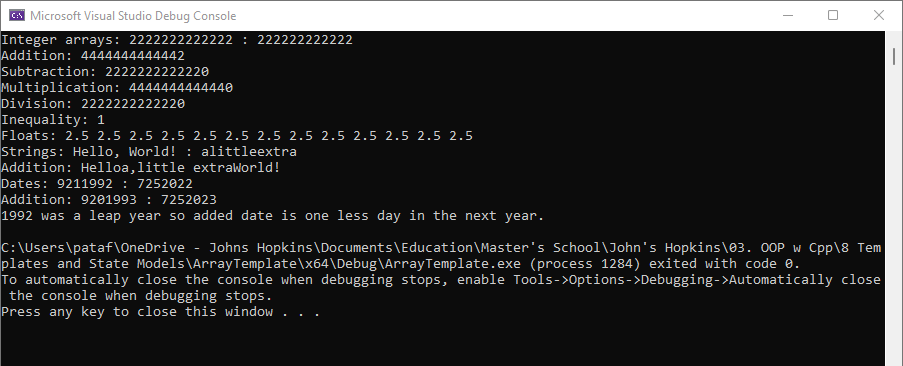 Microsoft Visual Studio Debug Console
Integer arrays: 2222222222222 : 222222222222
Addition: 4444444444442
Subtraction: 2222222222220
Multiplication: 4444444444440
Division: 2222222222220
Inequality: 1
Floats: 2.5 2.5 2.5 2.5 2.5 2.5 2.5 2.5 2.5 2.5 2.5 2.5 2.5
Strings: Hello, World! : alittleextra
Addition: Helloa,little extraWorld!
Dates: 9211992 : 7252022
Addition: 9201993 : 7252023
1992 was a leap year so added date is one less day in the next year.
C:\Users\pataf\OneDrive - Johns Hopkins\Documents\Education\Master's School\John's Hopkins\03. OOP w Cpp\8 Tem
plates and State Models\ArrayTemplate\x64\Debug\ArrayTemplate.exe (process 1284) exited with code 0.
To automatically close the console when debugging stops, enable Tools->Options->Debugging->Automatically close
 the console when debugging stops.
Press any key to close this window . . .